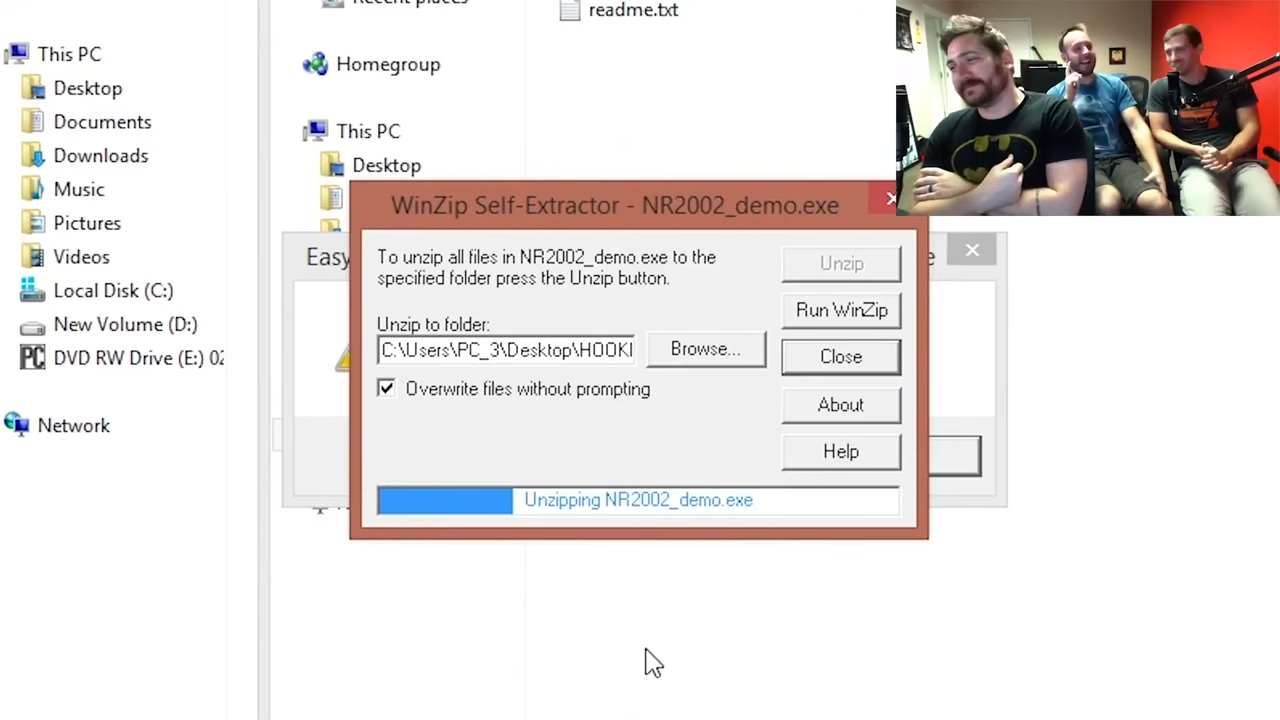 This PC
Desktop
Documents
Downloads
Music
Pictures
Videos
Local Disk (C:)
New Volume (D:)
DVD RW Drive (E:) 02
Network
Recent places
Homegroup
This PC
Desktop
readme.txt
Easy
WinZip Self-Extractor - NR2002_demo.exe
To unzip all files in NR2002_demo.exe to the
specified folder press the Unzip button.
Unzip to folder:
C:\Users\PC_3\Desktop\HOOKI
Browse...
Overwrite files without prompting
Unzip
Run WinZip
Close
About
Help
Unzipping NR2002_demo.exe